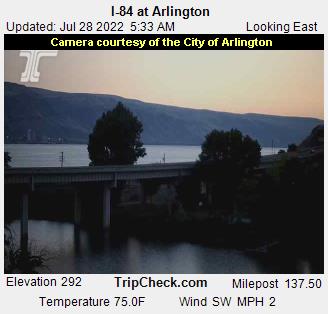 I-84 at Arlington
Updated: Jul 28 2022 5:33 AM Looking East
Camera courtesy of the City of Arlington
Elevation 292 TripCheck.com Milepost 137.50
Temperature 75.0F Wind SW MPH 2